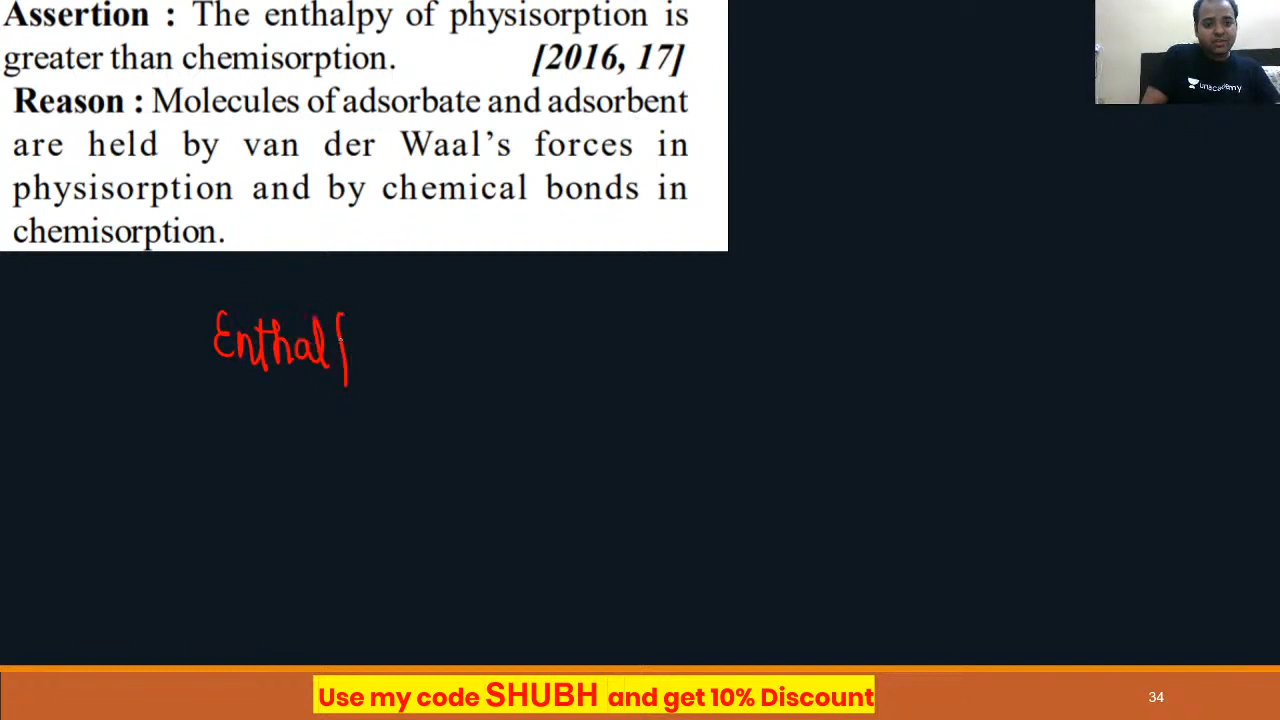 Assertion : The enthalpy of physisorption is
greater than chemisorption. [2016, 17]
Reason : Molecules of adsorbate and adsorbent
are held by van der Waal's forces in
physisorption and by chemical bonds in
chemisorption.
unacademy
Enthal
Use my code SHUBH and get 10% Discount
34